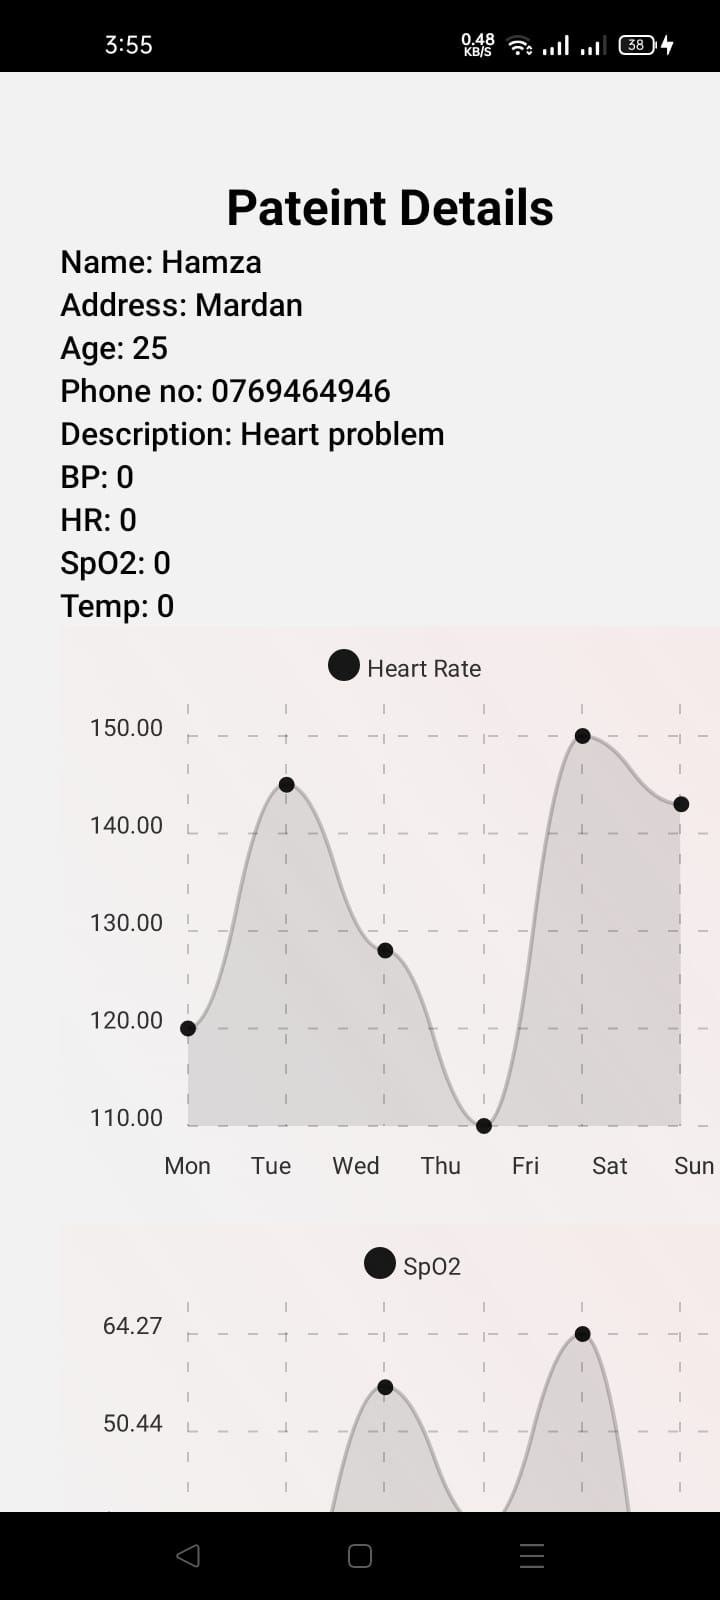 3:55
0.48
KB/S
38
Pateint Details
Name: Hamza
Address: Mardan
Age: 25
Phone no: 0769464946
Description: Heart problem
BP: 0
HR: 0
SpO2: 0
Temp: 0
Heart Rate
150.00
140.00
130.00
120.00
110.00
Mon Tue Wed Thu Fri Sat Sun
SpO2
64.27
50.44